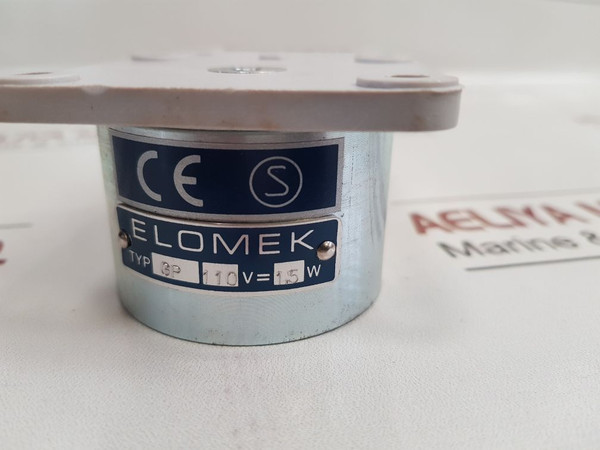 CE S
ELOMEK
TYP GP 110 V= 15 W
AELIYA
Marine &